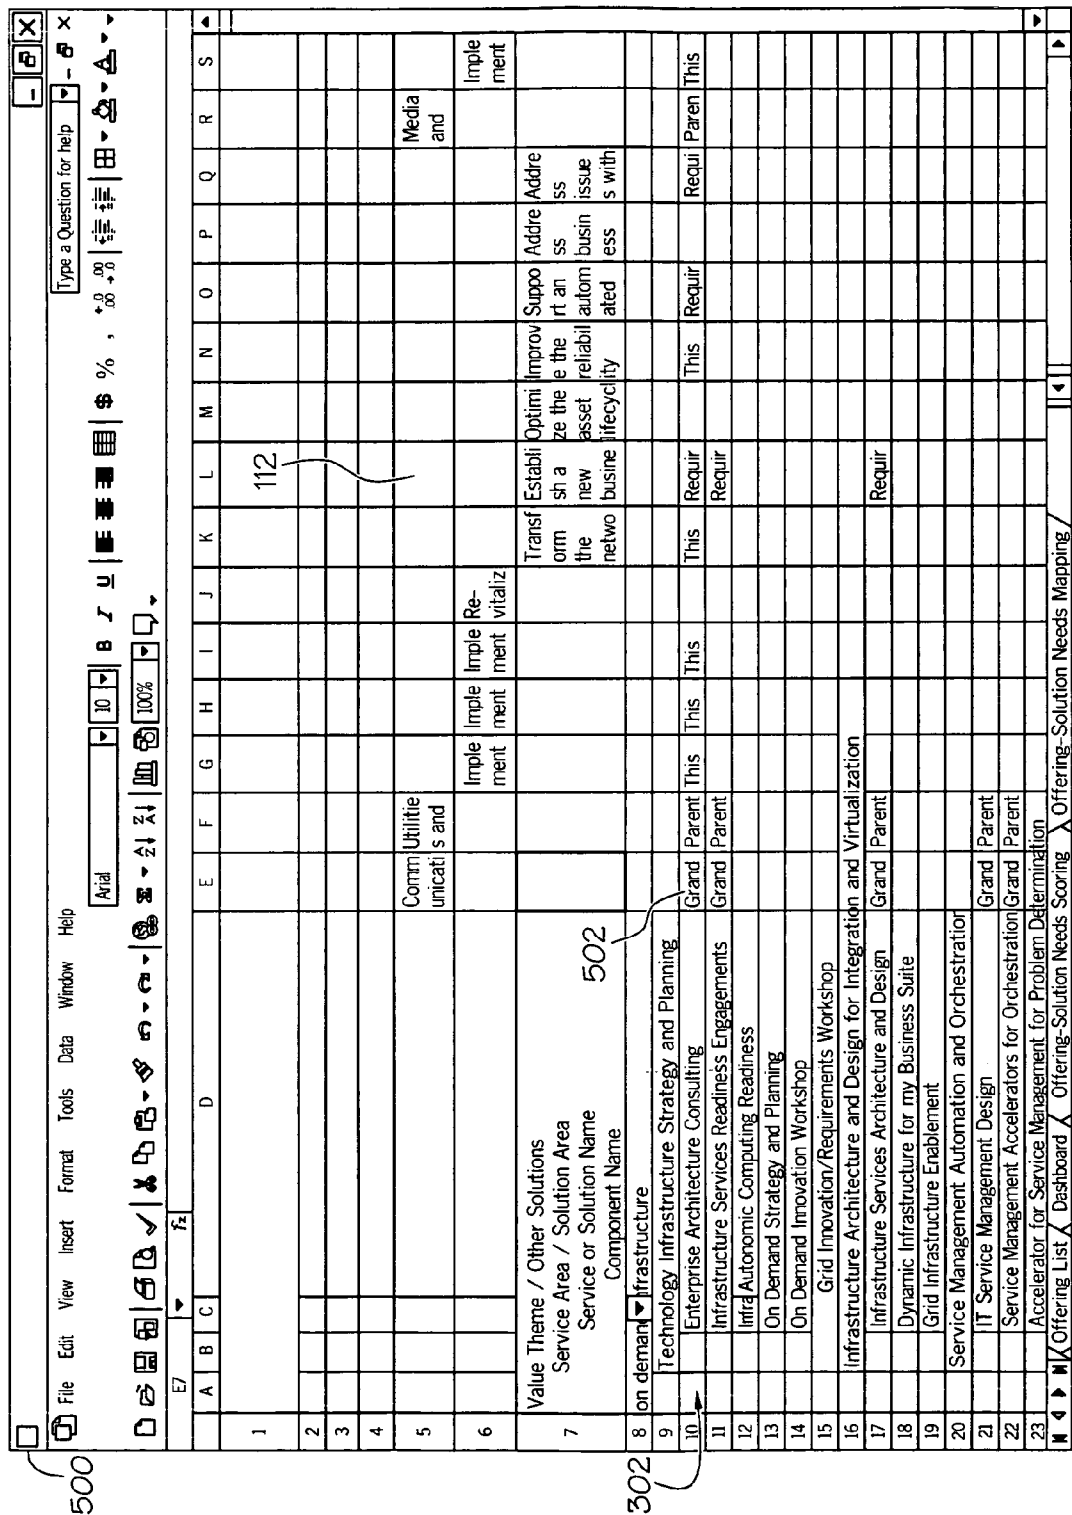 500
File Edit View Insert Format Tools Data Window Help
Type a Question for help
Arial 10 B I U $ % , +.0 .00 .00 +.0
100%
E7 fz
A B C D E F G H I J K L M N O P Q R S
1
112
2
3
4
5 Comm Utilitie Media
unicati s and and
6 Imple Imple Imple Re- Imple
ment ment ment vitaliz ment
7 Value Theme / Other Solutions Transf Establi Optimi Improv Suppo Addre Addre
Service Area / Solution Area orm sh a ze the e the rt an ss ss
Service or Solution Name the new asset reliabil autom busin issue
Component Name netwo busine lifecycl ity ated ess s with
502
8 on deman frastructure
9 Technology Infrastructure Strategy and Planning
302
10 Enterprise Architecture Consulting Grand Parent This This This This Requir This Requir Requi Paren This
11 Infrastructure Services Readiness Engagements Grand Parent Requir
12 Infra Autonomic Computing Readiness
13 On Demand Strategy and Planning
14 On Demand Innovation Workshop
15 Grid Innovation/Requirements Workshop
16 Infrastructure Architecture and Design for Integration and Virtualization
17 Infrastructure Services Architecture and Design Grand Parent Requir
18 Dynamic Infrastructure for my Business Suite
19 Grid Infrastructure Enablement
20 Service Management Automation and Orchestration
21 IT Service Management Design Grand Parent
22 Service Management Accelerators for Orchestration Grand Parent
23 Accelerator for Service Management for Problem Determination
Offering List / Dashboard / Offering-Solution Needs Scoring / Offering-Solution Needs Mapping